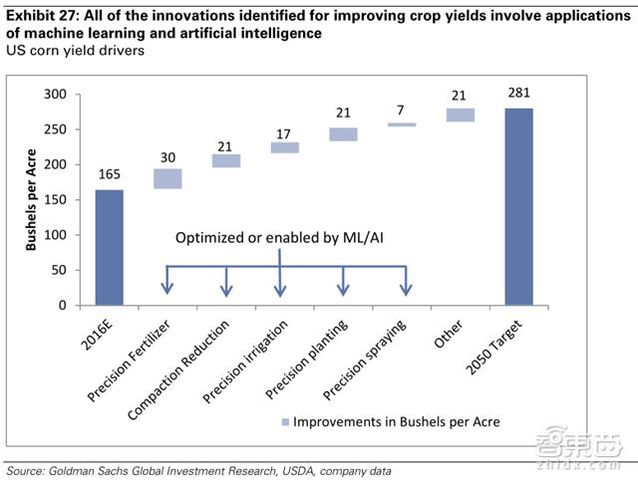 Exhibit 27: All of the innovations identified for improving crop yields involve applications
of machine learning and artificial intelligence
US corn yield drivers
Bushels per Acre
300
250
200
150
100
50
0
165
30
21
17
21
7
21
281
Optimized or enabled by ML/AI
2016E
Precision Fertilizer
Compaction Reduction
Precision irrigation
Precision planting
Precision spraying
Other
2050 Target
Improvements in Bushels per Acre
智东西
zhidx.com
Source: Goldman Sachs Global Investment Research, USDA, company data